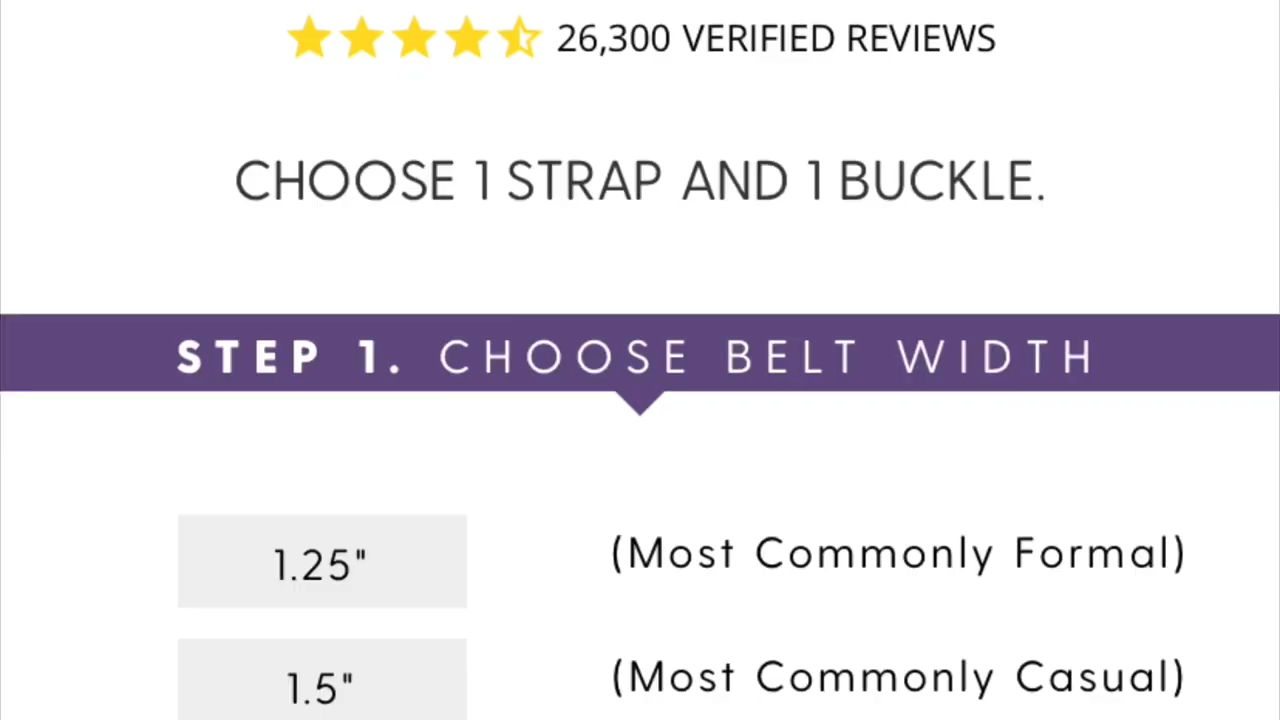 26,300 VERIFIED REVIEWS
CHOOSE 1 STRAP AND 1 BUCKLE.
STEP 1. CHOOSE BELT WIDTH
1.25" (Most Commonly Formal)
1.5" (Most Commonly Casual)